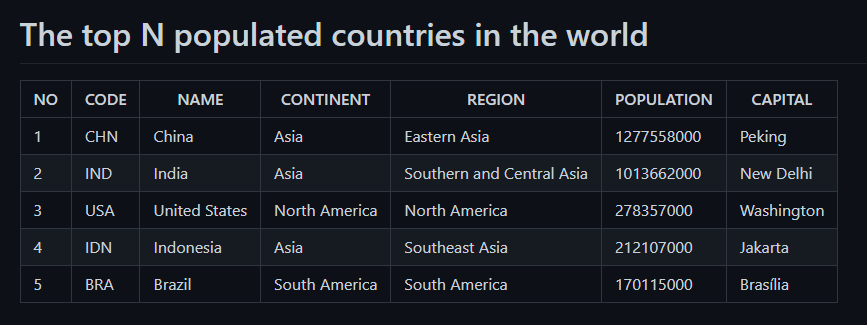 The top N populated countries in the world
NO CODE NAME CONTINENT REGION POPULATION CAPITAL
1 CHN China Asia Eastern Asia 1277558000 Peking
2 IND India Asia Southern and Central Asia 1013662000 New Delhi
3 USA United States North America North America 278357000 Washington
4 IDN Indonesia Asia Southeast Asia 212107000 Jakarta
5 BRA Brazil South America South America 170115000 Brasília